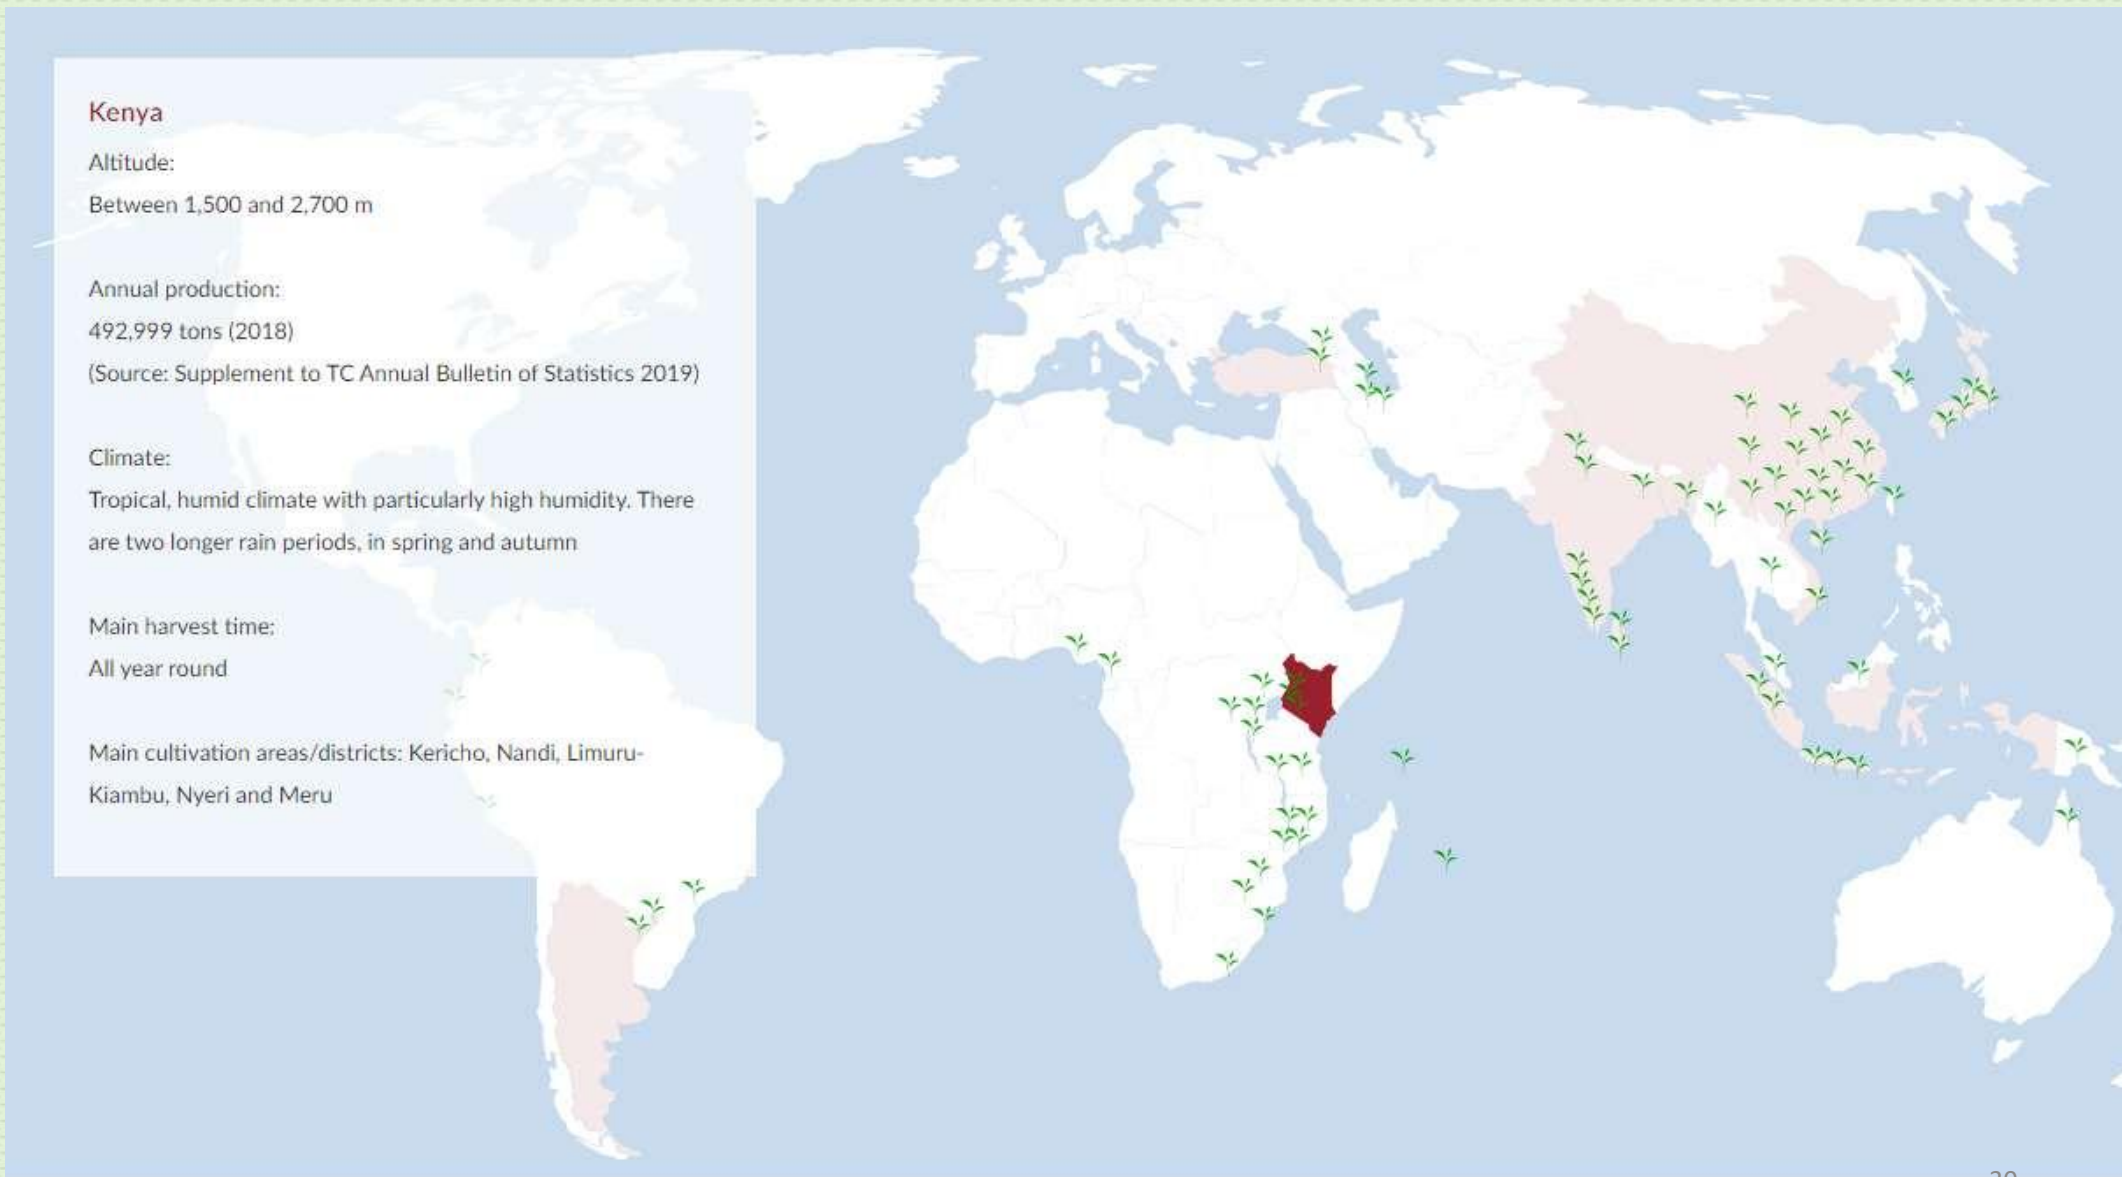 Kenya
Altitude:
Between 1,500 and 2,700 m
Annual production:
492,999 tons (2018)
(Source: Supplement to TC Annual Bulletin of Statistics 2019)
Climate:
Tropical, humid climate with particularly high humidity. There
are two longer rain periods, in spring and autumn
Main harvest time:
All year round
Main cultivation areas/districts: Kericho, Nandi, Limuru-
Kiambu, Nyeri and Meru